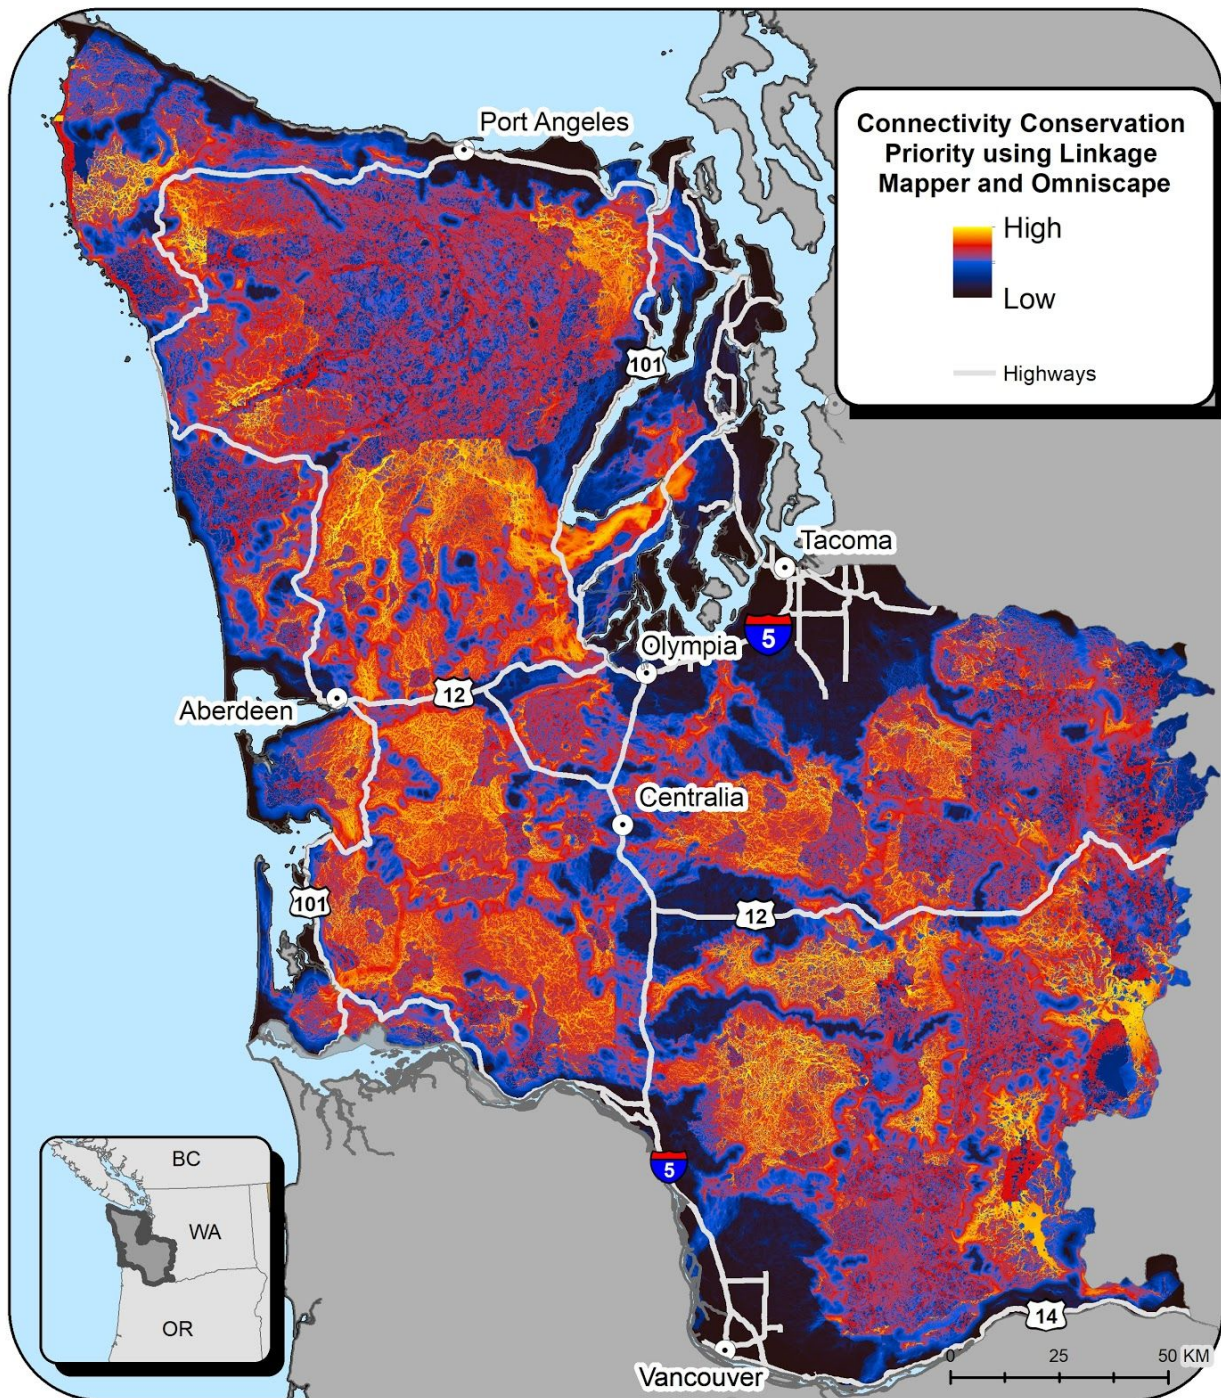 Port Angeles
Connectivity Conservation
Priority using Linkage
Mapper and Omniscape
High
Low
Highways
101
Tacoma
5
Olympia
12
Aberdeen
Centralia
101
12
5
BC
WA
OR
14
0 25 50 KM
Vancouver